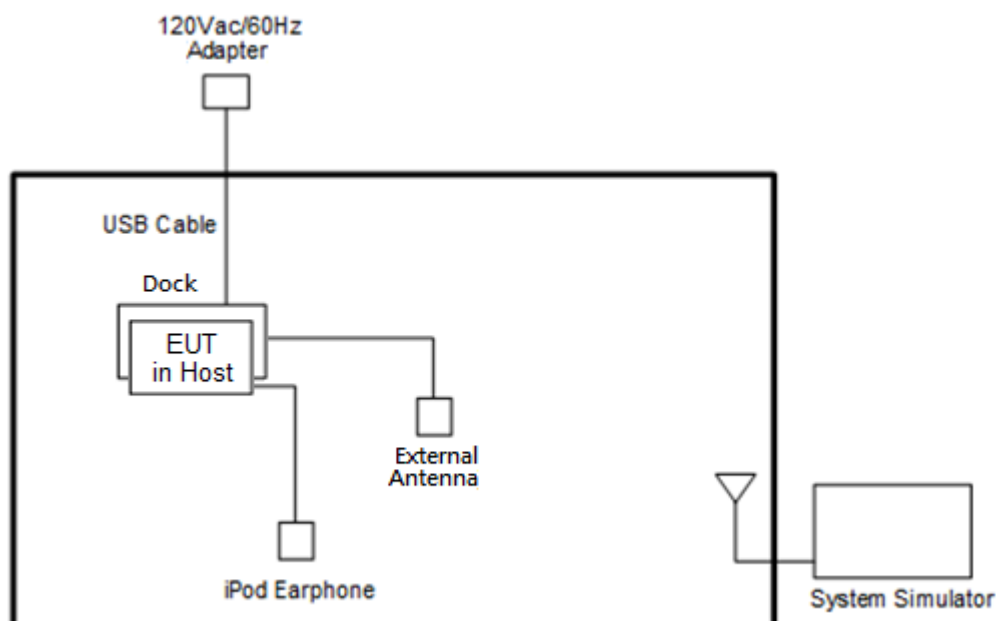 120Vac/60Hz
Adapter
USB Cable
Dock
EUT
in Host
External
Antenna
iPod Earphone
System Simulator